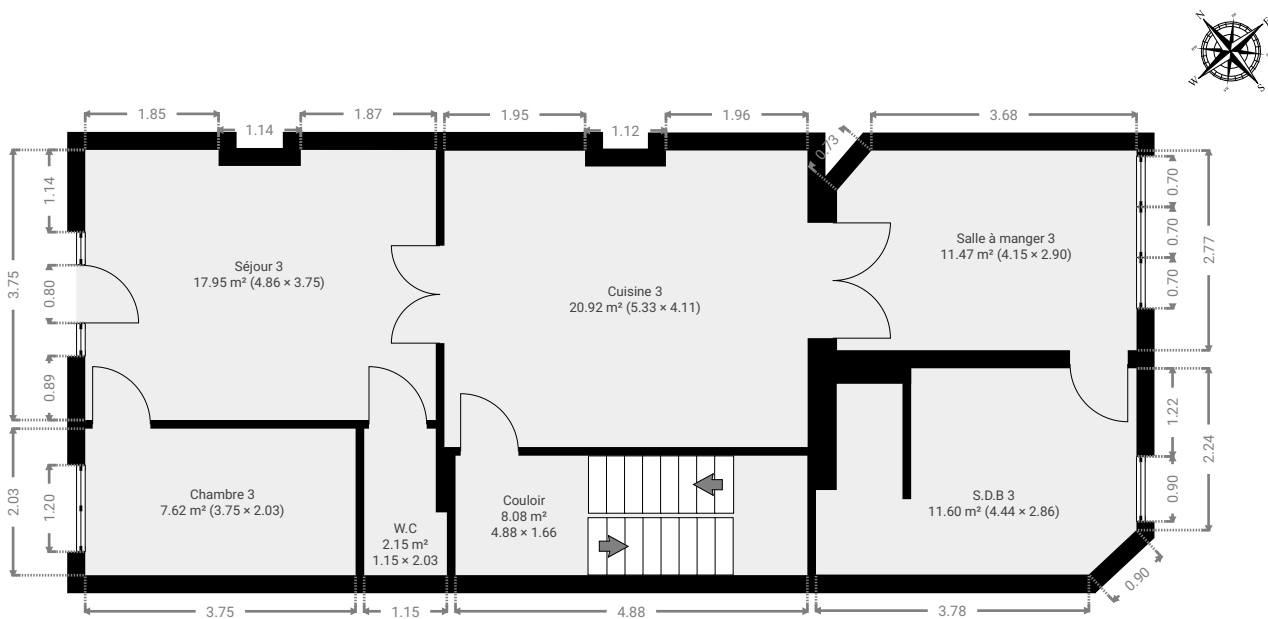 N
E
W
S
1.85
1.14
1.87
1.95
1.12
1.96
0.73
3.68
3.75
1.14
0.80
0.89
2.03
1.20
Séjour 3
17.95 m² (4.86 × 3.75)
Cuisine 3
20.92 m² (5.33 × 4.11)
Salle à manger 3
11.47 m² (4.15 × 2.90)
0.70
0.70
0.70
2.77
1.22
2.24
0.90
Chambre 3
7.62 m² (3.75 × 2.03)
W.C
2.15 m²
1.15 × 2.03
Couloir
8.08 m²
4.88 × 1.66
S.D.B 3
11.60 m² (4.44 × 2.86)
0.90
3.75
1.15
4.88
3.78